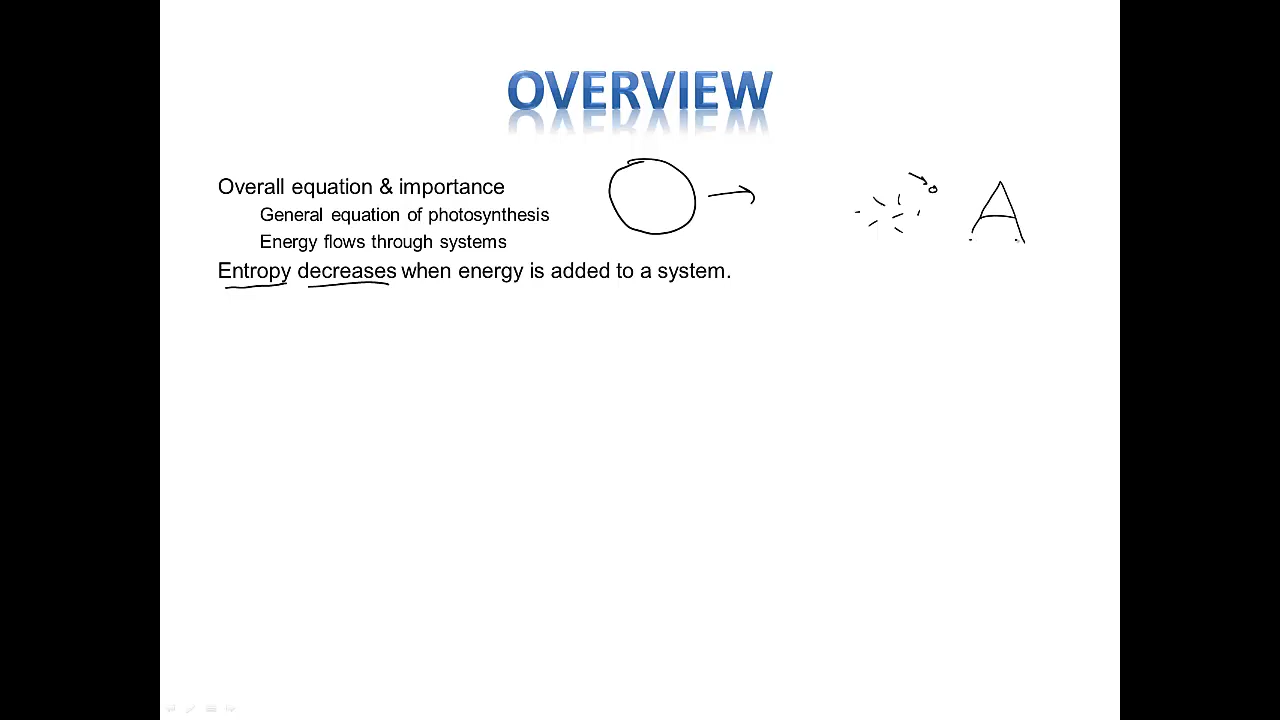 OVERVIEW
Overall equation & importance
General equation of photosynthesis
Energy flows through systems
Entropy decreases when energy is added to a system.
A